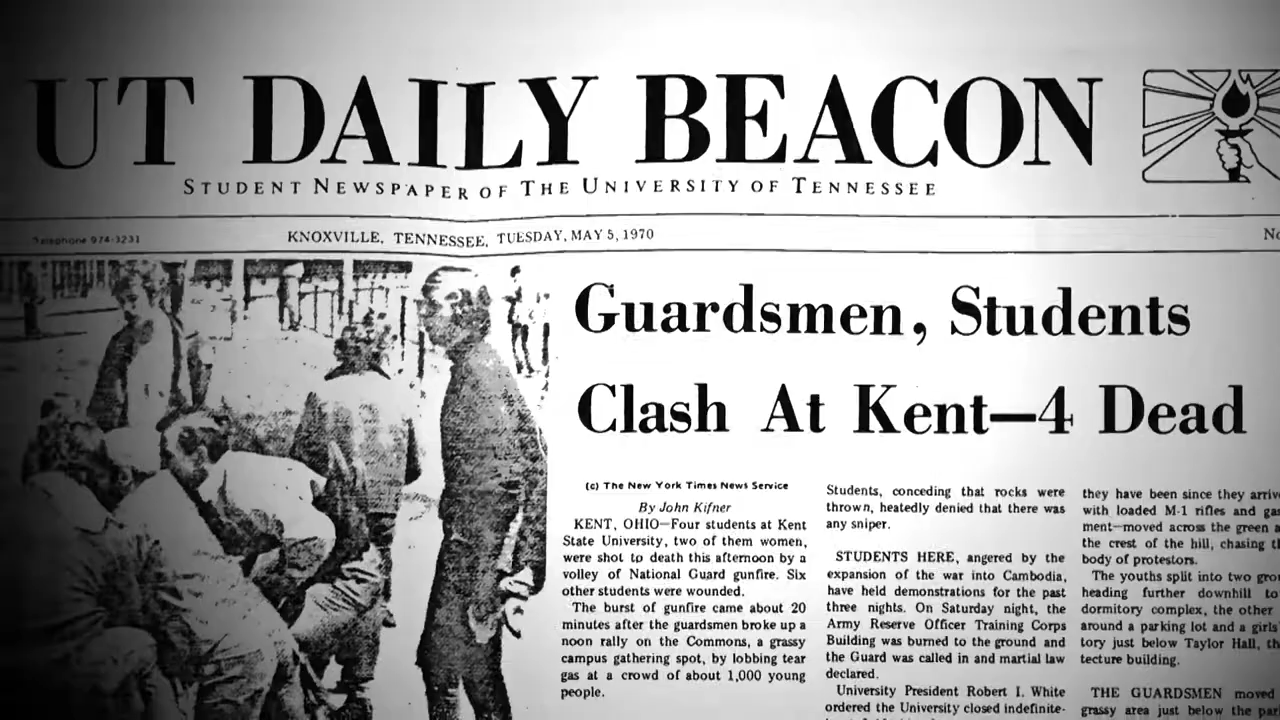 UT DAILY BEACON
STUDENT NEWSPAPER OF THE UNIVERSITY OF TENNESSEE
Telephone 974-3231
KNOXVILLE, TENNESSEE, TUESDAY, MAY 5, 1970
No
Guardsmen, Students
Clash At Kent—4 Dead
(c) The New York Times News Service
By John Kifner
KENT, OHIO—Four students at Kent
State University, two of them women,
were shot to death this afternoon by a
volley of National Guard gunfire. Six
other students were wounded.
The burst of gunfire came about 20
minutes after the guardsmen broke up a
noon rally on the Commons, a grassy
campus gathering spot, by lobbing tear
gas at a crowd of about 1,000 young
people.
Students, conceding that rocks were
thrown, heatedly denied that there was
any sniper.
STUDENTS HERE, angered by the
expansion of the war into Cambodia,
have held demonstrations for the past
three nights. On Saturday night, the
Army Reserve Officer Training Corps
Building was burned to the ground and
the Guard was called in and martial law
declared.
University President Robert I. White
ordered the University closed indefinite-
they have been since they arrive
with loaded M-1 rifles and gas
ment—moved across the green a
the crest of the hill, chasing th
body of protestors.
The youths split into two grou
heading further downhill to
dormitory complex, the other
around a parking lot and a girls'
tory just below Taylor Hall, th
tecture building.
THE GUARDSMEN moved
grassy area just below the par